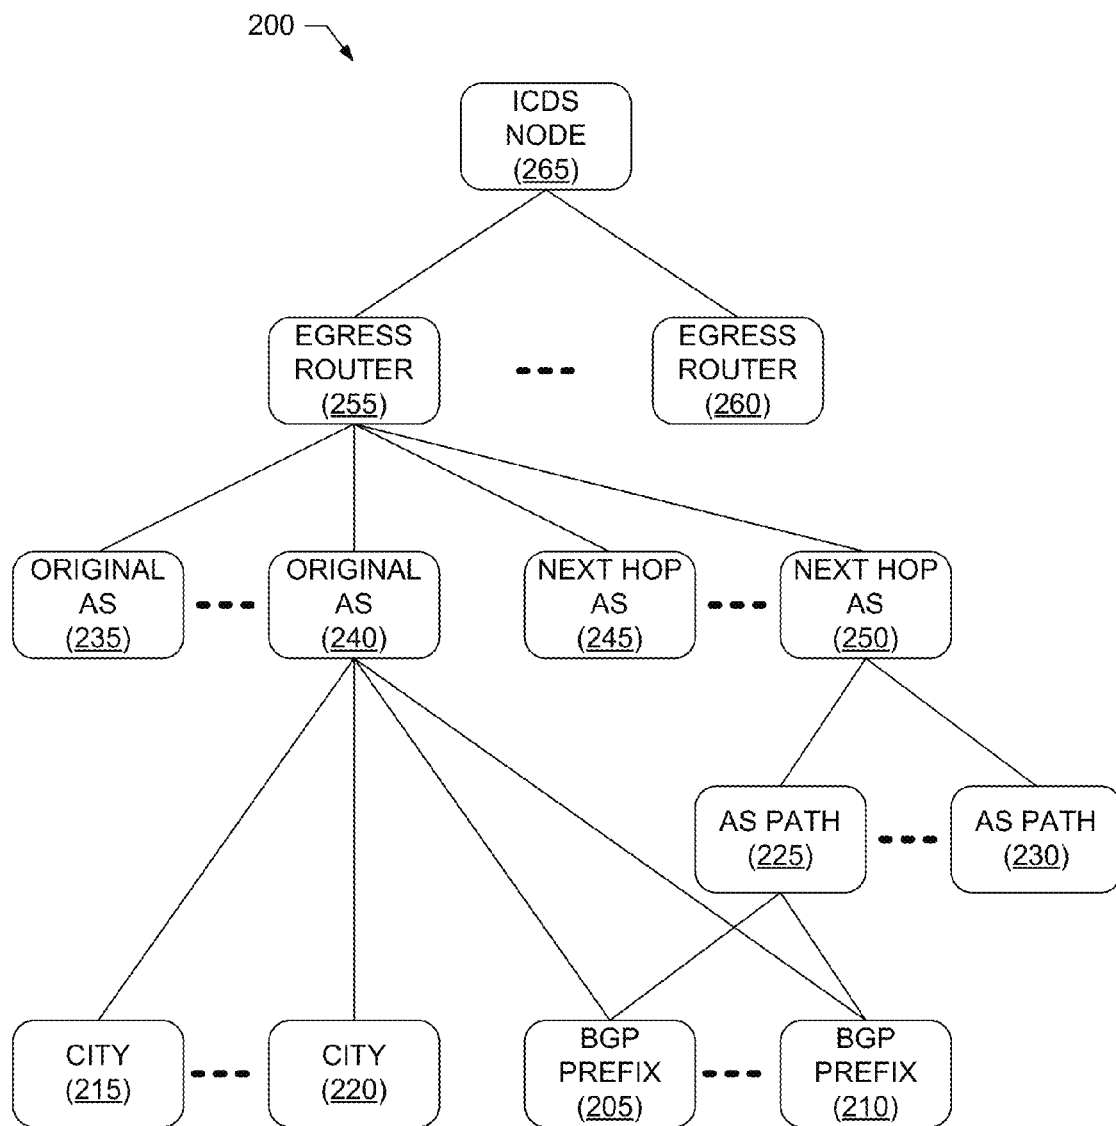 200
ICDS
NODE
(265)
EGRESS
ROUTER
(255)
EGRESS
ROUTER
(260)
ORIGINAL
AS
(235)
ORIGINAL
AS
(240)
NEXT HOP
AS
(245)
NEXT HOP
AS
(250)
AS PATH
(225)
AS PATH
(230)
CITY
(215)
CITY
(220)
BGP
PREFIX
(205)
BGP
PREFIX
(210)